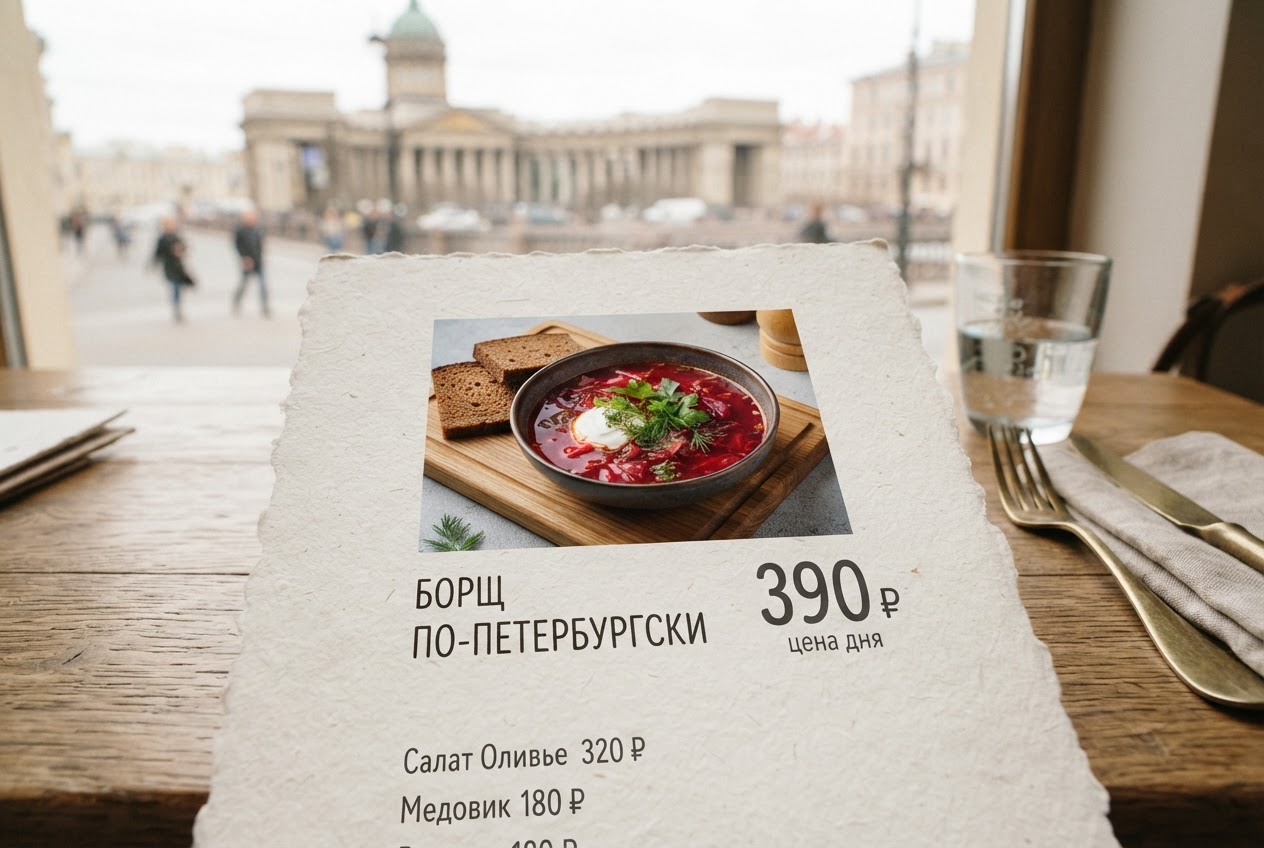 БОРЩ
ПО-ПЕТЕРБУРГСКИ
390 ₽
цена дня
Салат Оливье 320 ₽
Медовик 180 ₽